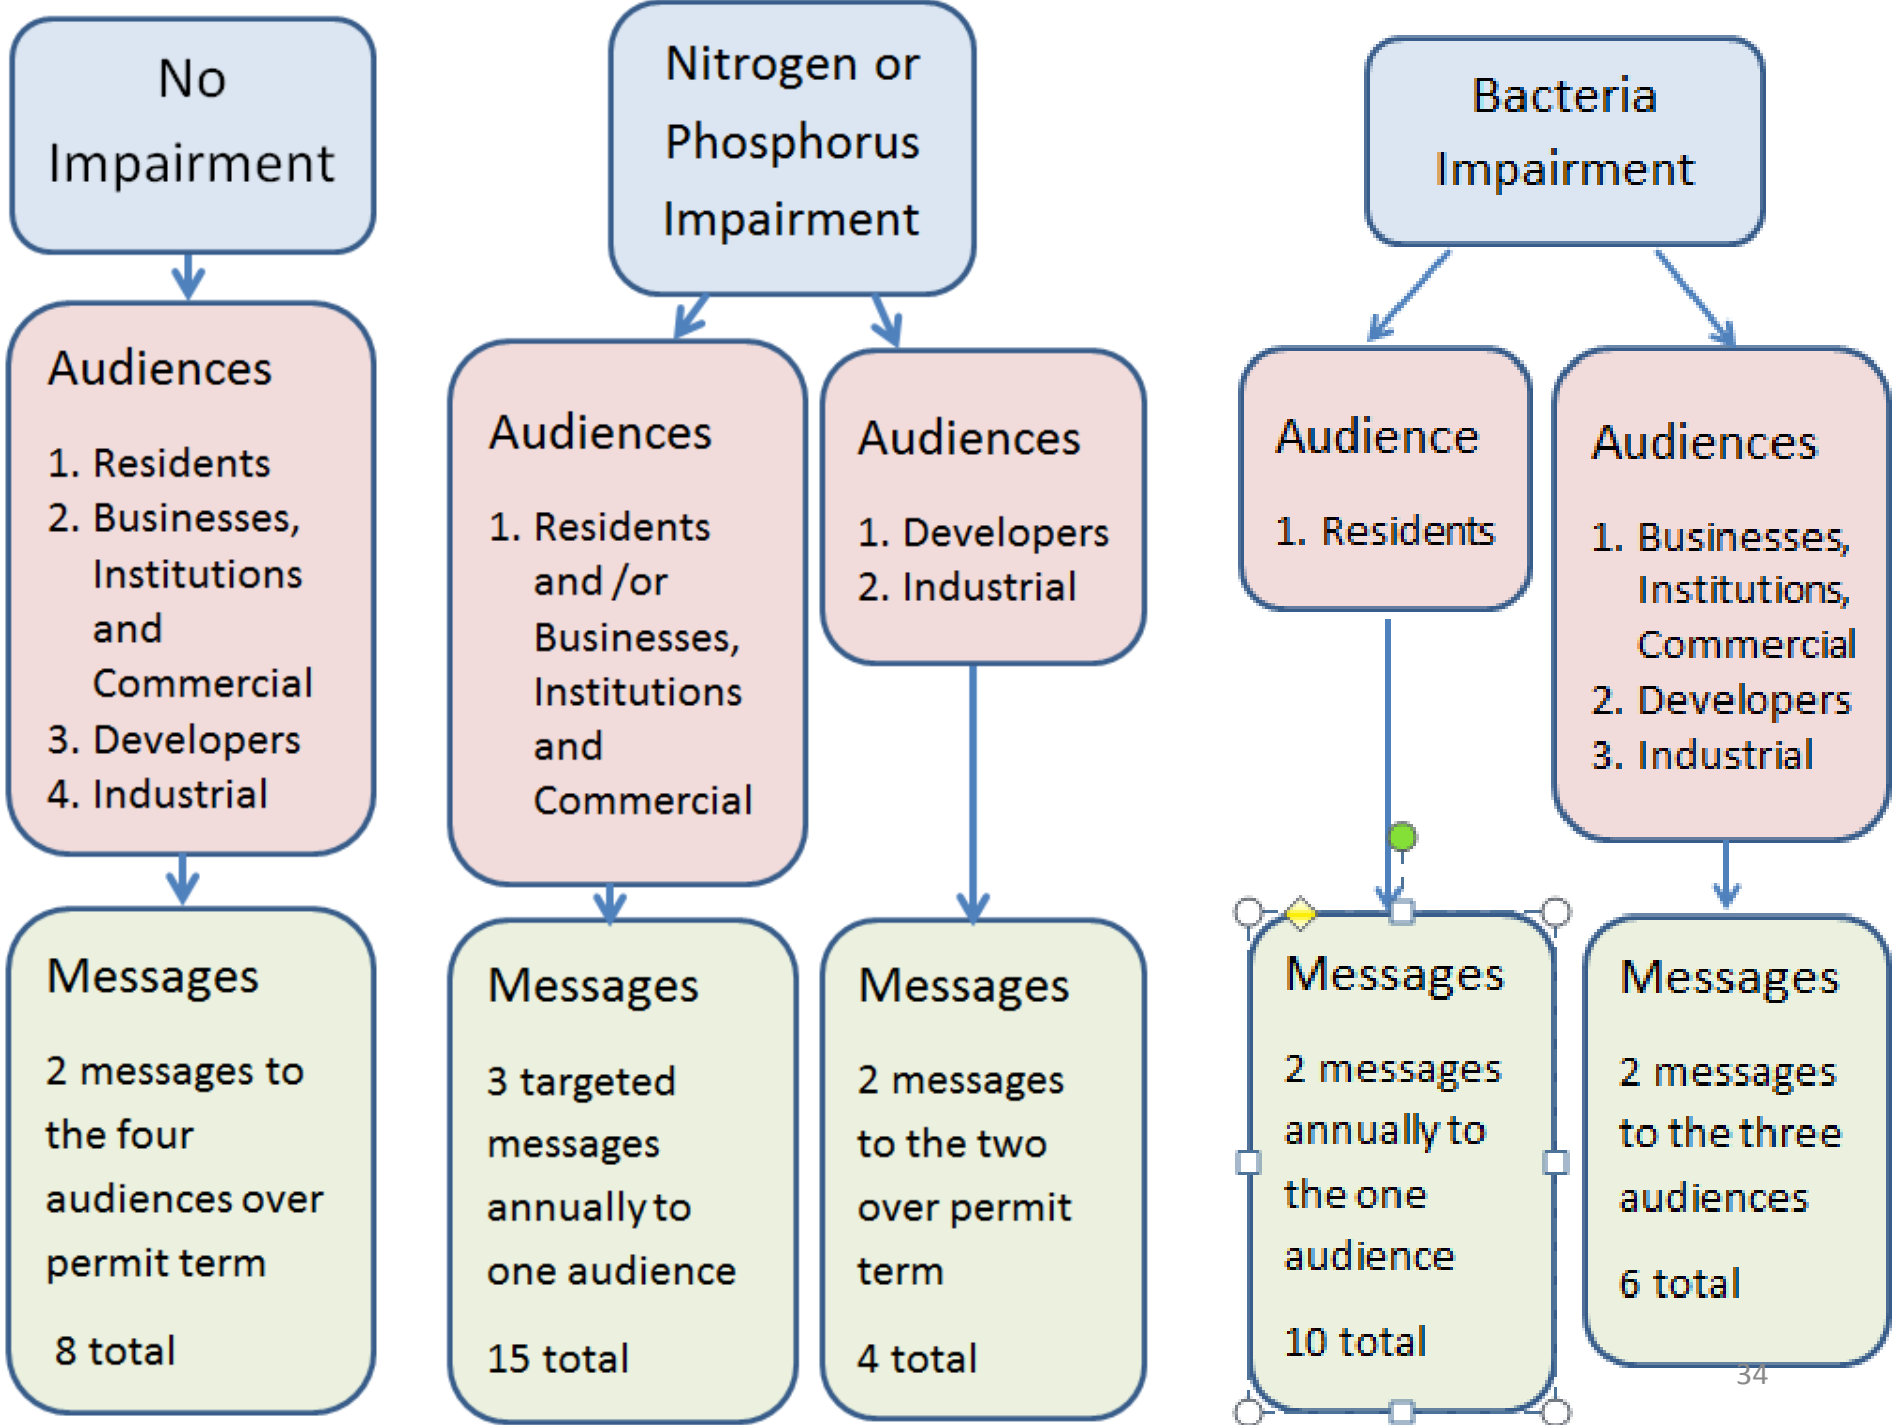 No
Impairment
Audiences
1. Residents
2. Businesses,
Institutions
and
Commercial
3. Developers
4. Industrial
Messages
2 messages to
the four
audiences over
permit term
8 total
Nitrogen or
Phosphorus
Impairment
Audiences
1. Residents
and /or
Businesses,
Institutions
and
Commercial
Messages
3 targeted
messages
annually to
one audience
15 total
Audiences
1. Developers
2. Industrial
Messages
2 messages
to the two
over permit
term
4 total
Bacteria
Impairment
Audience
1. Residents
Messages
2 messages
annually to
the one
audience
10 total
Audiences
1. Businesses,
Institutions,
Commercial
2. Developers
3. Industrial
Messages
2 messages
to the three
audiences
6 total
34